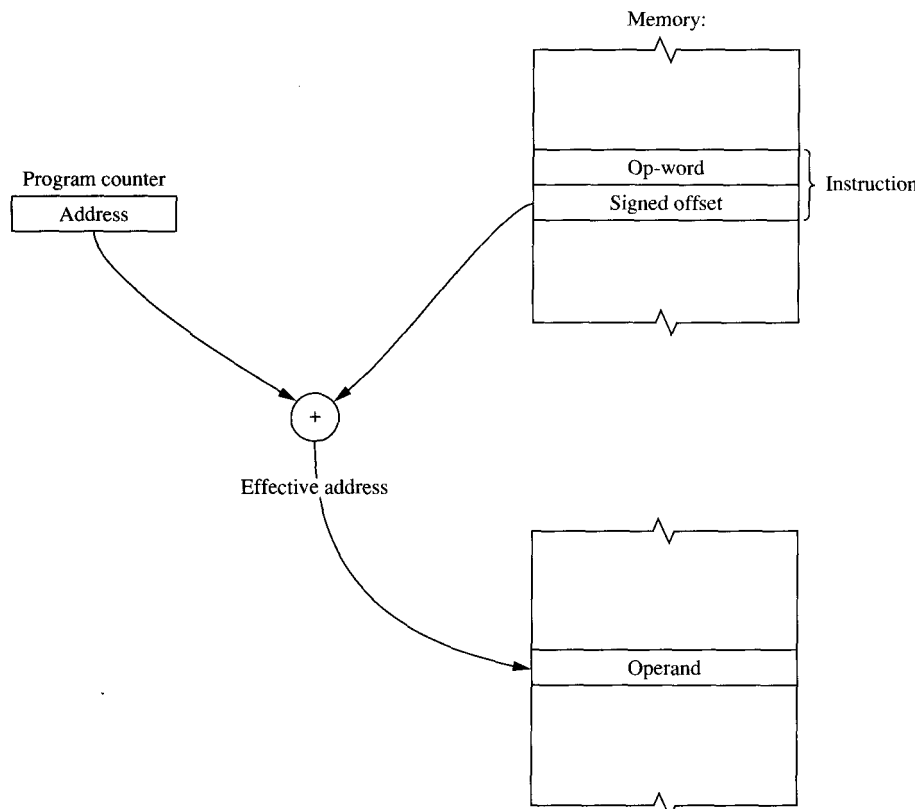 Memory:
Op-word
Signed offset
Instruction
Program counter
Address
+
Effective address
Operand